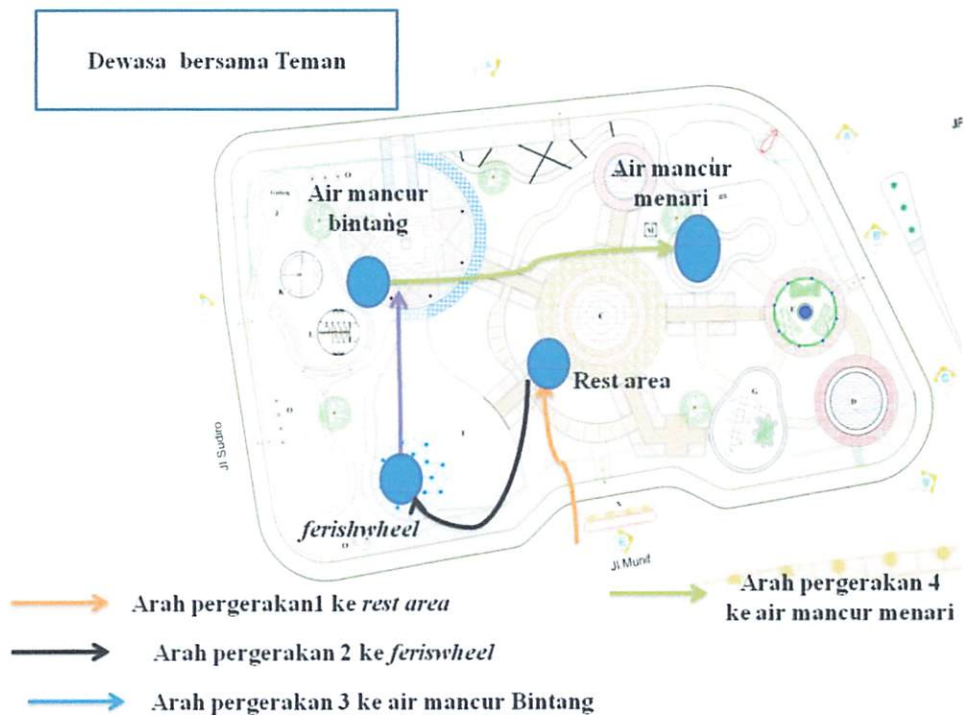 Dewasa bersama Teman
Air mancur
bintang
Air mancur
menari
Rest area
ferishwheel
Jl Sutjiro
Jl Munif
JF
C
G
D
Arah pergerakan1 ke rest area
Arah pergerakan 2 ke feriswheel
Arah pergerakan 3 ke air mancur Bintang
Arah pergerakan 4
ke air mancur menari